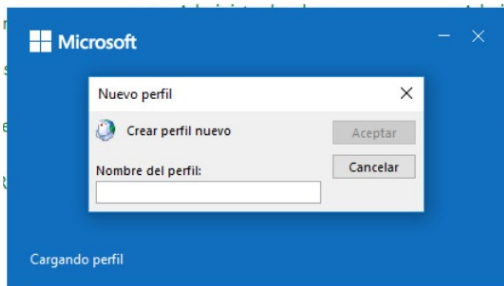 Microsoft
Nuevo perfil
Crear perfil nuevo
Aceptar
Nombre del perfil:
Cancelar
Cargando perfil